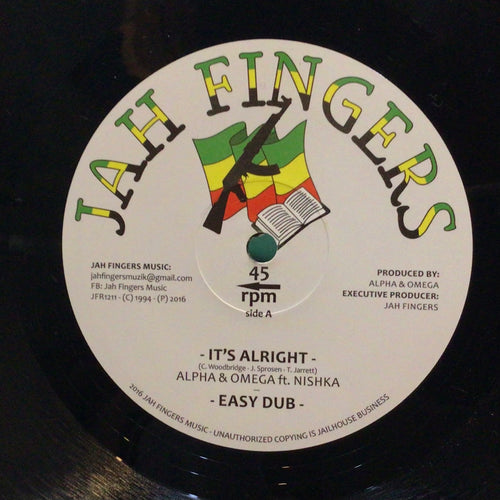 JAH FINGERS
JAH FINGERS MUSIC:
jahfingersmuzik@gmail.com
FB: Jah Fingers Music
JFR1211 - (C) 1994 - (P) 2016
45
rpm
side A
PRODUCED BY:
ALPHA & OMEGA
EXECUTIVE PRODUCER:
JAH FINGERS
- IT'S ALRIGHT -
(C. Woodbridge - J. Sprosen - T. Jarrett)
ALPHA & OMEGA ft. NISHKA
-
- EASY DUB -
2016 JAH FINGERS MUSIC - UNAUTHORIZED COPYING IS JAILHOUSE BUSINESS